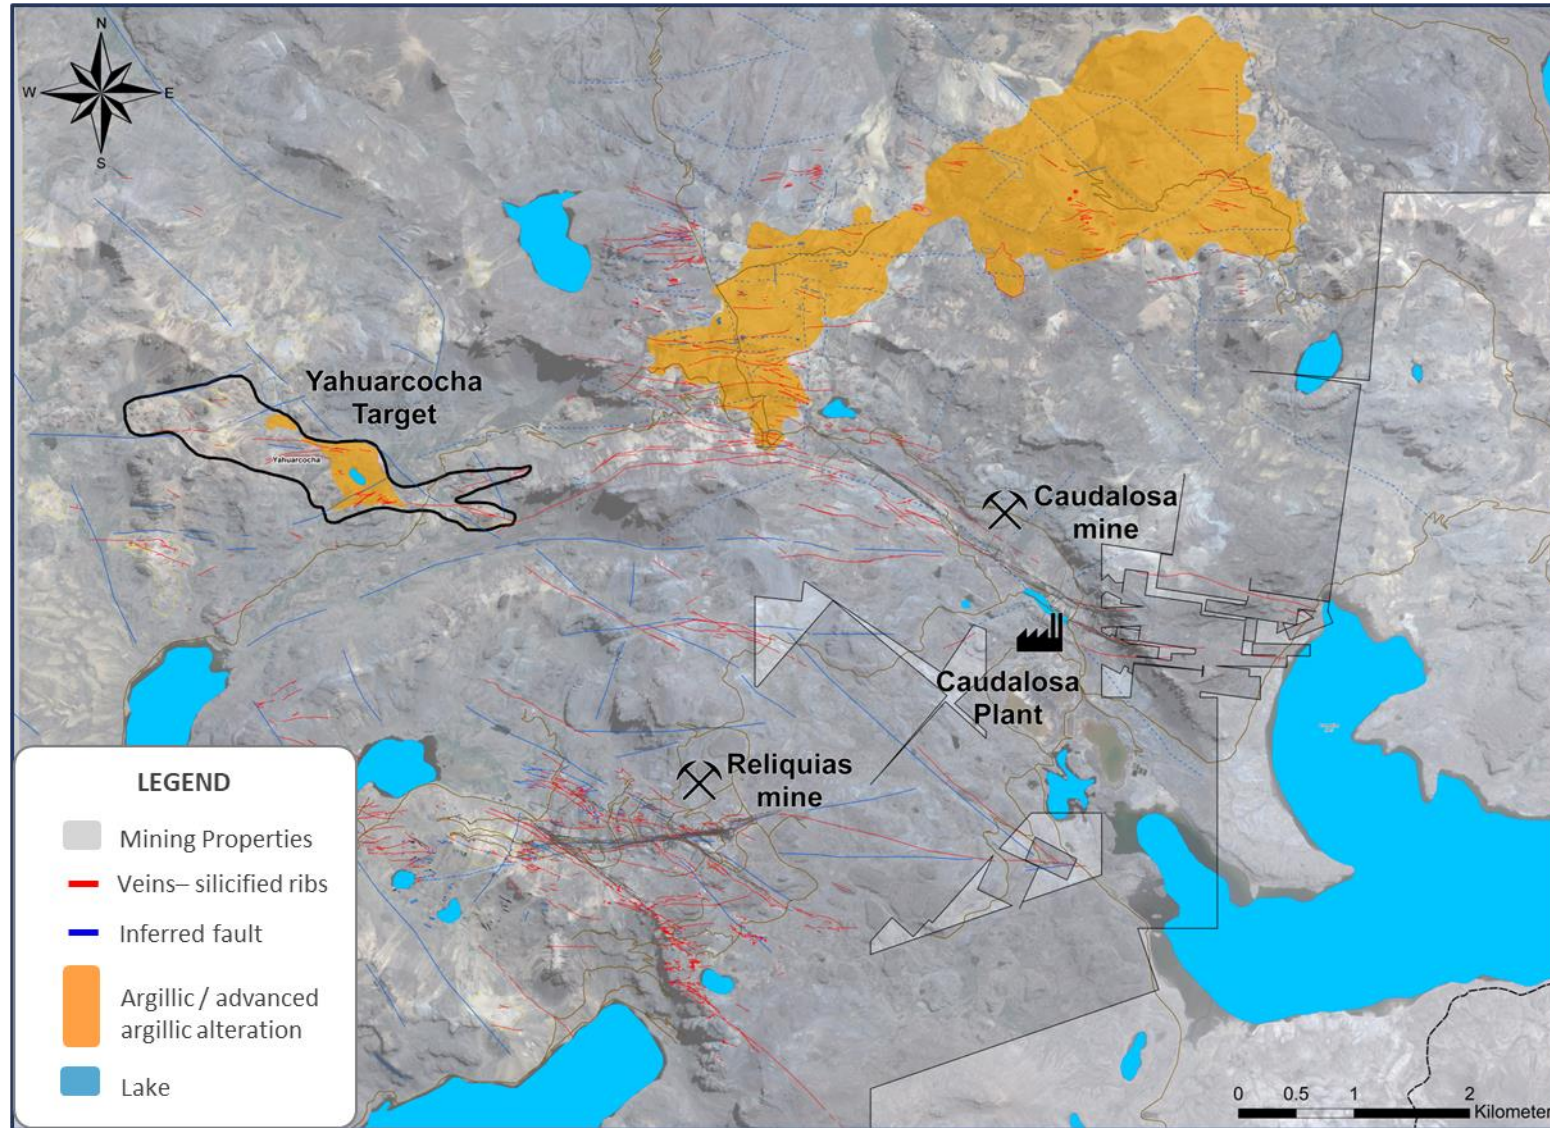 N
W
E
S
Yahuarcocha
Target
Yahuarcocha
Caudalosa
mine
Caudalosa
Plant
Reliquias
mine
LEGEND
Mining Properties
Veins– silicified ribs
Inferred fault
Argillic / advanced
argillic alteration
Lake
0 0.5 1 2
Kilometer